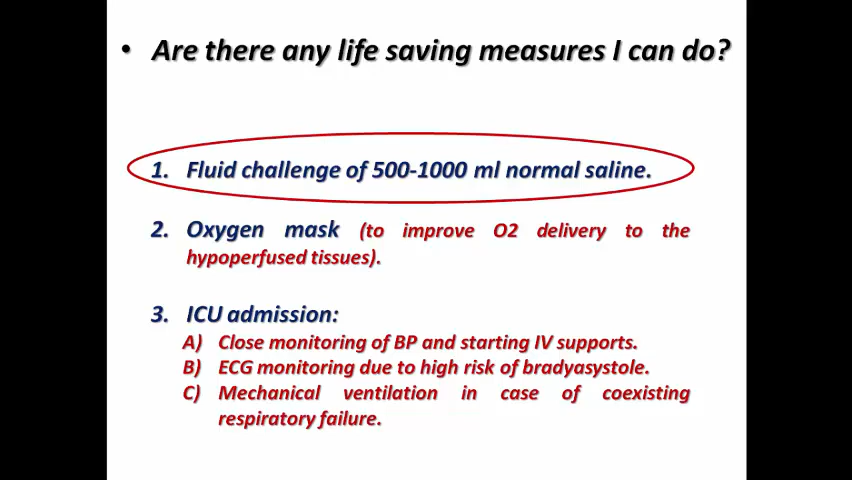 • Are there any life saving measures I can do?
1. Fluid challenge of 500-1000 ml normal saline.
2. Oxygen mask (to improve O2 delivery to the
hypoperfused tissues).
3. ICU admission:
A) Close monitoring of BP and starting IV supports.
B) ECG monitoring due to high risk of bradyasystole.
C) Mechanical ventilation in case of coexisting
respiratory failure.